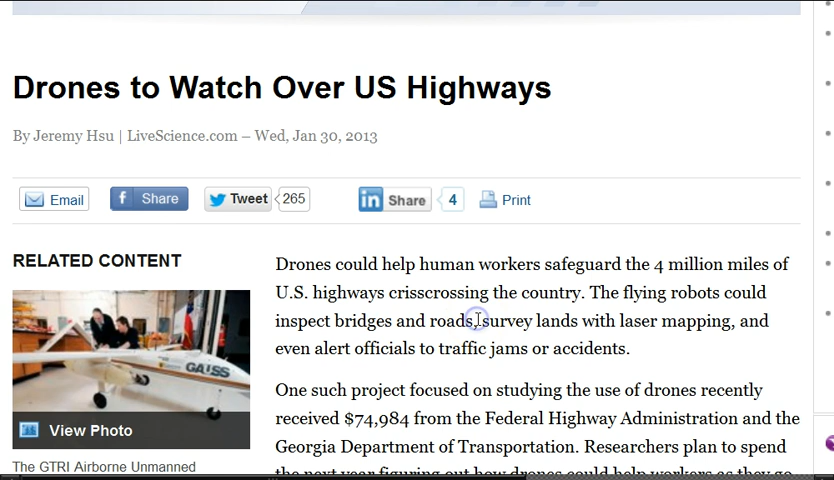 Drones to Watch Over US Highways
By Jeremy Hsu | LiveScience.com – Wed, Jan 30, 2013
Email
Share
Tweet
265
in
Share
4
Print
RELATED CONTENT
GAISS
View Photo
The GTRI Airborne Unmanned
Drones could help human workers safeguard the 4 million miles of
U.S. highways crisscrossing the country. The flying robots could
inspect bridges and roads, survey lands with laser mapping, and
even alert officials to traffic jams or accidents.
One such project focused on studying the use of drones recently
received $74,984 from the Federal Highway Administration and the
Georgia Department of Transportation. Researchers plan to spend
the next year figuring out how drones could help workers as they go